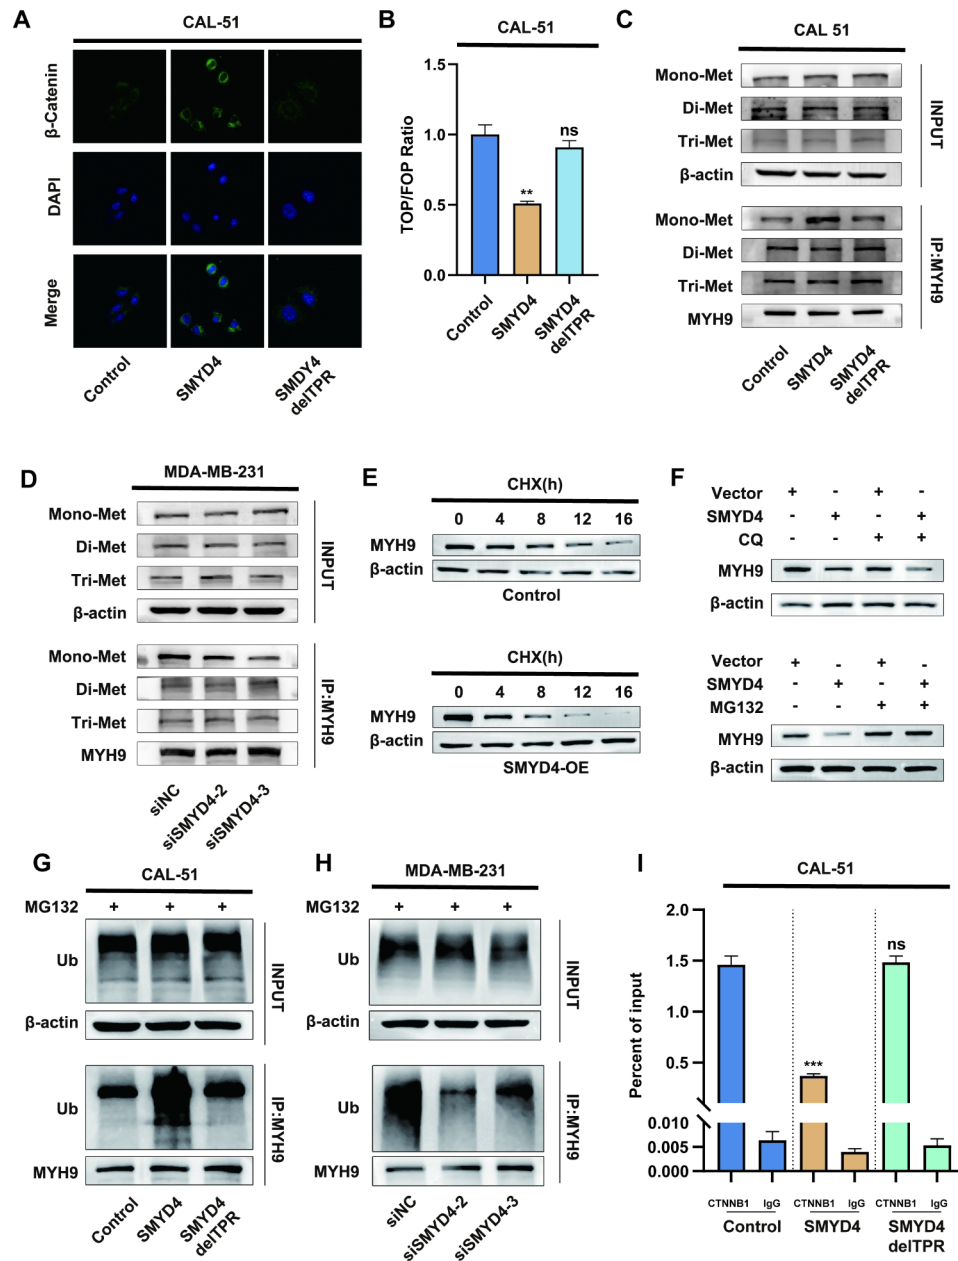 A
CAL-51
β-Catenin
DAPI
Merge
Control
SMYD4
SMDY4
delTPR
B
CAL-51
TOP/FOP Ratio
1.5
1.0
0.5
0.0
**
ns
Control
SMYD4
SMYD4
delTPR
C
CAL 51
Mono-Met
Di-Met
Tri-Met
β-actin
INPUT
Mono-Met
Di-Met
Tri-Met
MYH9
IP:MYH9
Control
SMYD4
SMYD4
delTPR
D
MDA-MB-231
Mono-Met
Di-Met
Tri-Met
β-actin
INPUT
Mono-Met
Di-Met
Tri-Met
MYH9
IP:MYH9
siNC
siSMYD4-2
siSMYD4-3
E
CHX(h)
0 4 8 12 16
MYH9
β-actin
Control
CHX(h)
0 4 8 12 16
MYH9
β-actin
SMYD4-OE
F
Vector + - + -
SMYD4 - + - +
CQ - - + +
MYH9
β-actin
Vector + - + -
SMYD4 - + - +
MG132 - - + +
MYH9
β-actin
G
CAL-51
MG132 + + +
Ub
β-actin
INPUT
Ub
MYH9
IP:MYH9
Control
SMYD4
SMYD4
delTPR
H
MDA-MB-231
MG132 + + +
Ub
β-actin
INPUT
Ub
MYH9
IP:MYH9
siNC
siSMYD4-2
siSMYD4-3
I
CAL-51
Percent of input
2.0
1.5
1.0
0.5
0.010
0.005
0.000
***
ns
CTNNB1 IgG CTNNB1 IgG CTNNB1 IgG
Control SMYD4 SMYD4
delTPR